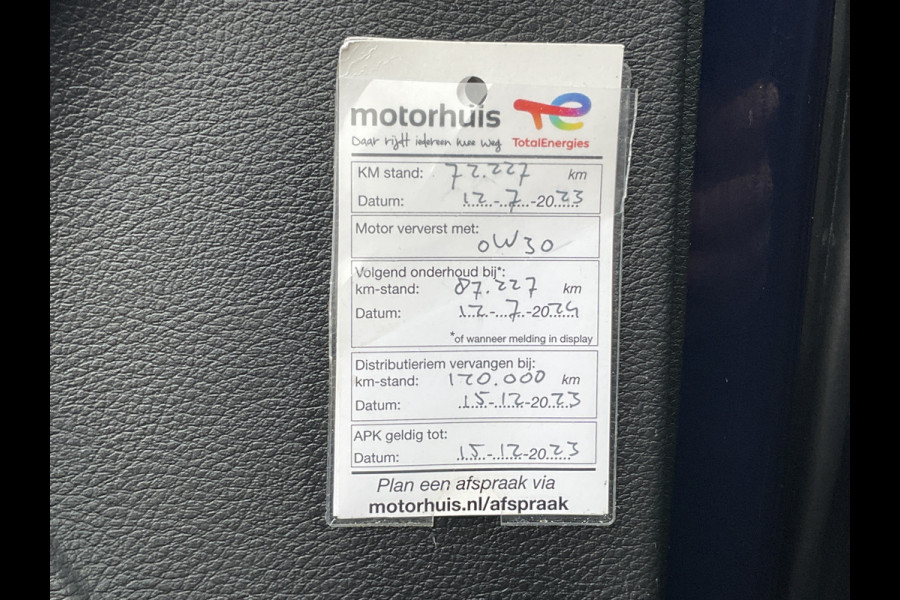 motorhuis
Daar rijdt iedereen mee weg
TotalEnergies
KM stand: 72.227 km
Datum: 12-7-2023
Motor ververst met:
0W30
Volgend onderhoud bij*:
km-stand: 87.227 km
Datum: 12-7-2024
*of wanneer melding in display
Distributieriem vervangen bij:
km-stand: 120.000 km
Datum: 15-12-2023
APK geldig tot:
Datum: 15-12-2023
Plan een afspraak via
motorhuis.nl/afspraak